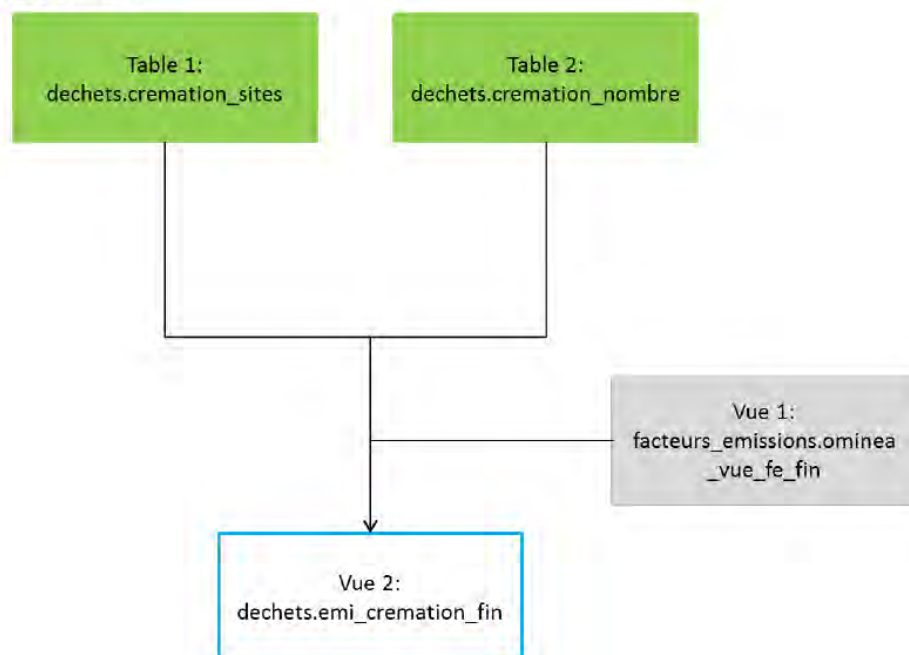 Table 1:
dechets.cremation_sites
Table 2:
dechets.cremation_nombre
Vue 1:
facteurs_emissions.ominea
_vue_fe_fin
Vue 2:
dechets.emi_cremation_fin